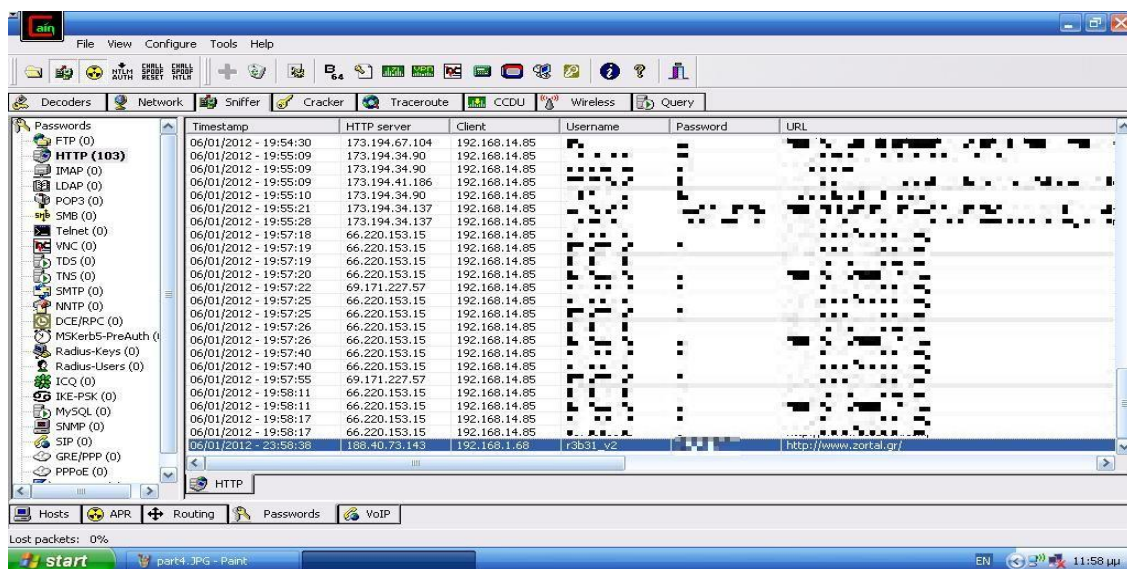 Cain
File View Configure Tools Help
NTLM AUTH CHALL SPOOF RESET CHALL SPOOF NTLM B 64
Decoders Network Sniffer Cracker Traceroute CCDU Wireless Query
Passwords
FTP (0)
HTTP (103)
IMAP (0)
LDAP (0)
POP3 (0)
SMB (0)
Telnet (0)
VNC (0)
TDS (0)
TNS (0)
SMTP (0)
NNTP (0)
DCE/RPC (0)
MSKerb5-PreAuth (
Radius-Keys (0)
Radius-Users (0)
ICQ (0)
IKE-PSK (0)
MySQL (0)
SNMP (0)
SIP (0)
GRE/PPP (0)
PPPoE (0)
Timestamp HTTP server Client Username Password URL
06/01/2012 - 19:54:30 173.194.67.104 192.168.14.85
06/01/2012 - 19:55:09 173.194.34.90 192.168.14.85
06/01/2012 - 19:55:09 173.194.34.90 192.168.14.85
06/01/2012 - 19:55:09 173.194.41.186 192.168.14.85
06/01/2012 - 19:55:10 173.194.34.90 192.168.14.85
06/01/2012 - 19:55:21 173.194.34.137 192.168.14.85
06/01/2012 - 19:55:28 173.194.34.137 192.168.14.85
06/01/2012 - 19:57:18 66.220.153.15 192.168.14.85
06/01/2012 - 19:57:19 66.220.153.15 192.168.14.85
06/01/2012 - 19:57:19 66.220.153.15 192.168.14.85
06/01/2012 - 19:57:20 66.220.153.15 192.168.14.85
06/01/2012 - 19:57:22 69.171.227.57 192.168.14.85
06/01/2012 - 19:57:25 66.220.153.15 192.168.14.85
06/01/2012 - 19:57:25 66.220.153.15 192.168.14.85
06/01/2012 - 19:57:26 66.220.153.15 192.168.14.85
06/01/2012 - 19:57:26 66.220.153.15 192.168.14.85
06/01/2012 - 19:57:40 66.220.153.15 192.168.14.85
06/01/2012 - 19:57:40 66.220.153.15 192.168.14.85
06/01/2012 - 19:57:55 69.171.227.57 192.168.14.85
06/01/2012 - 19:58:11 66.220.153.15 192.168.14.85
06/01/2012 - 19:58:11 66.220.153.15 192.168.14.85
06/01/2012 - 19:58:17 66.220.153.15 192.168.14.85
06/01/2012 - 19:58:17 66.220.153.15 192.168.14.85
06/01/2012 - 23:58:38 188.40.73.143 192.168.1.68 r3b31_v2 http://www.zortal.gr/
HTTP
Hosts APR Routing Passwords VoIP
Lost packets: 0%
start part4.JPG - Paint EN 11:58 μμ